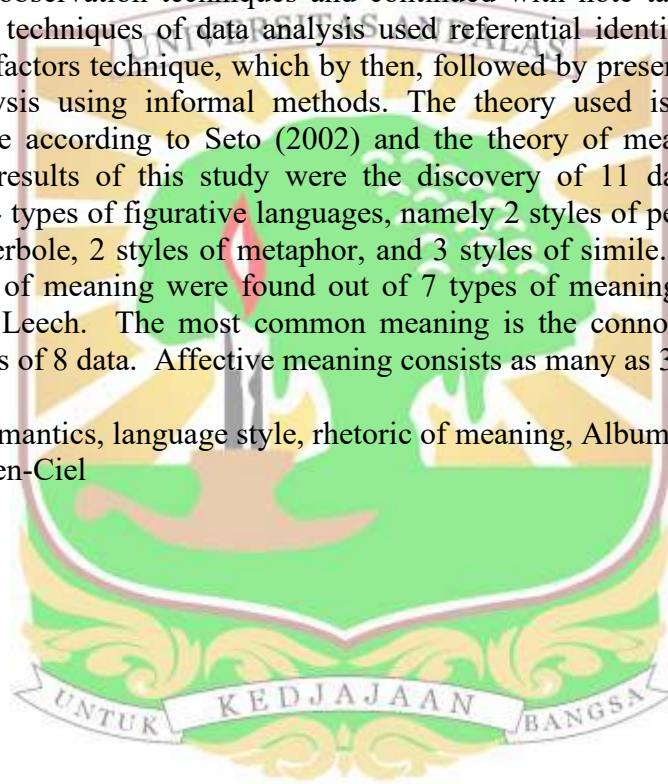 observation techniques and continued with note ta
techniques of data analysis used referential identi
UNIVERSITAS ANDALAS
factors technique, which by then, followed by presen
ysis using informal methods. The theory used is
e according to Seto (2002) and the theory of mea
results of this study were the discovery of 11 da
types of figurative languages, namely 2 styles of pe
erbole, 2 styles of metaphor, and 3 styles of simile.
of meaning were found out of 7 types of meaning
Leech. The most common meaning is the conno
s of 8 data. Affective meaning consists as many as 3
mantics, language style, rhetoric of meaning, Album
en-Ciel
UNTUK KEDJAJAAN BANGSA